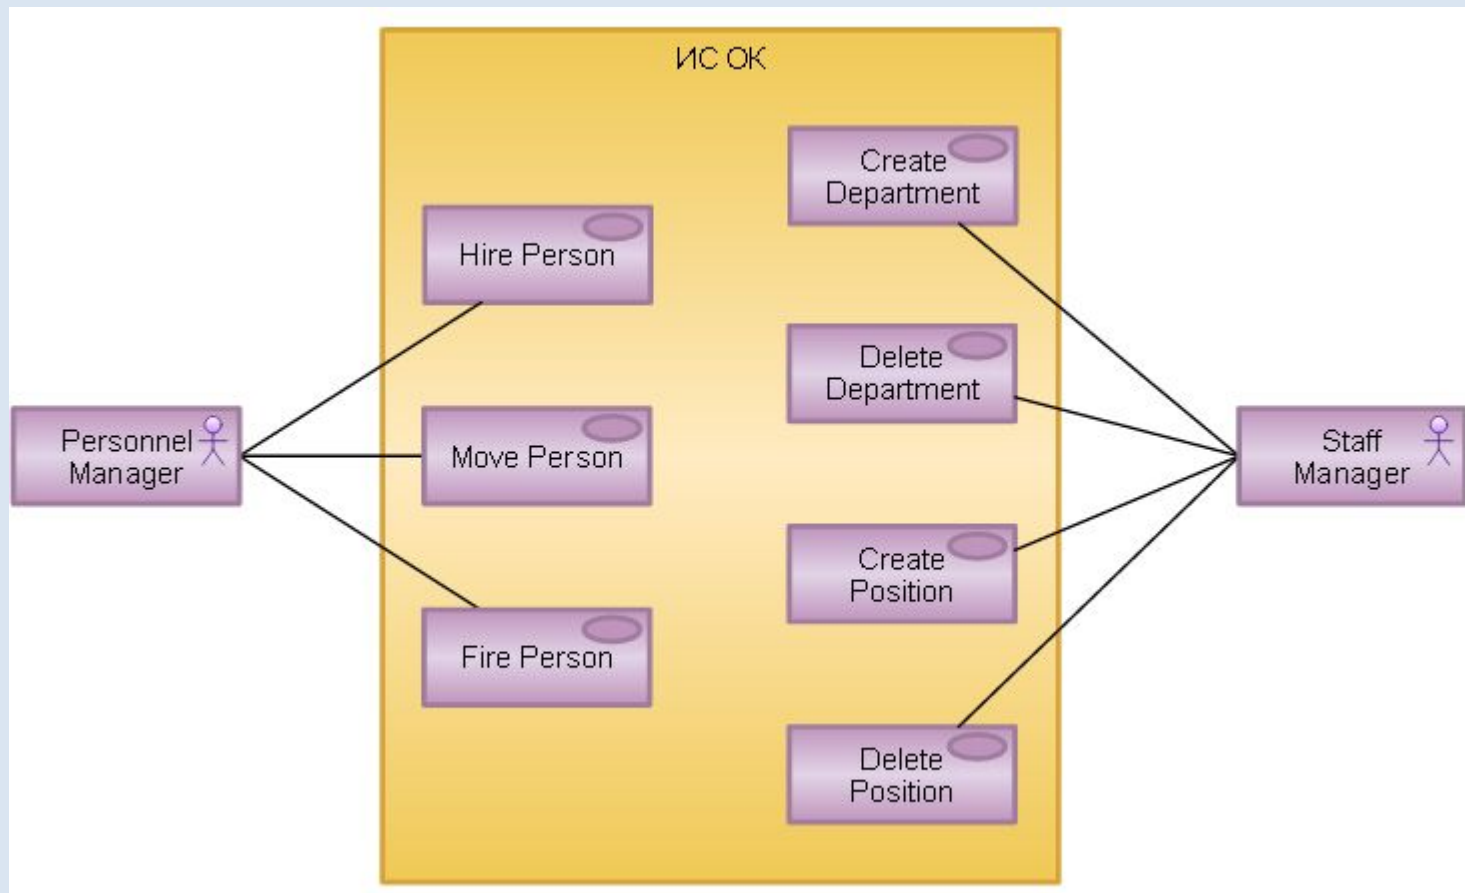 ИС ОК
Create
Department
Hire Person
Delete
Department
Personnel
Manager
Move Person
Staff
Manager
Create
Position
Fire Person
Delete
Position